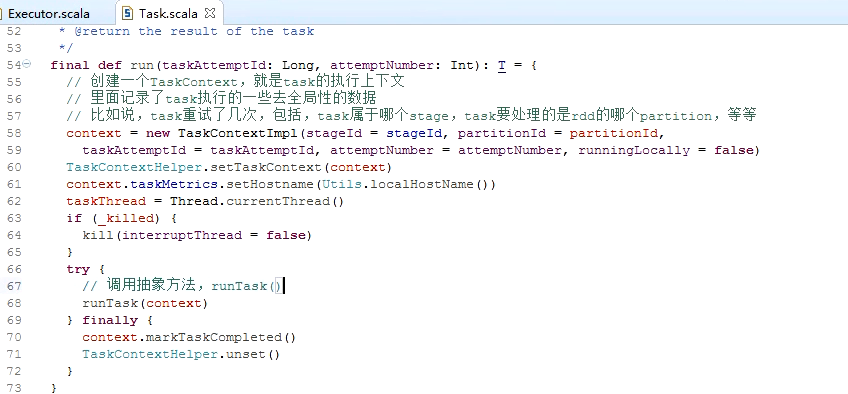 Executor.scala
Task.scala
52 * @return the result of the task
53 */
54 final def run(taskAttemptId: Long, attemptNumber: Int): T = {
55 // 创建一个TaskContext，就是task的执行上下文
56 // 里面记录了task执行的一些去全局性的数据
57 // 比如说，task重试了几次，包括，task属于哪个stage，task要处理的是rdd的哪个partition，等等
58 context = new TaskContextImpl(stageId = stageId, partitionId = partitionId,
59 taskAttemptId = taskAttemptId, attemptNumber = attemptNumber, runningLocally = false)
60 TaskContextHelper.setTaskContext(context)
61 context.taskMetrics.setHostname(Utils.localHostName())
62 taskThread = Thread.currentThread()
63 if (_killed) {
64 kill(interruptThread = false)
65 }
66 try {
67 // 调用抽象方法，runTask()
68 runTask(context)
69 } finally {
70 context.markTaskCompleted()
71 TaskContextHelper.unset()
72 }
73 }